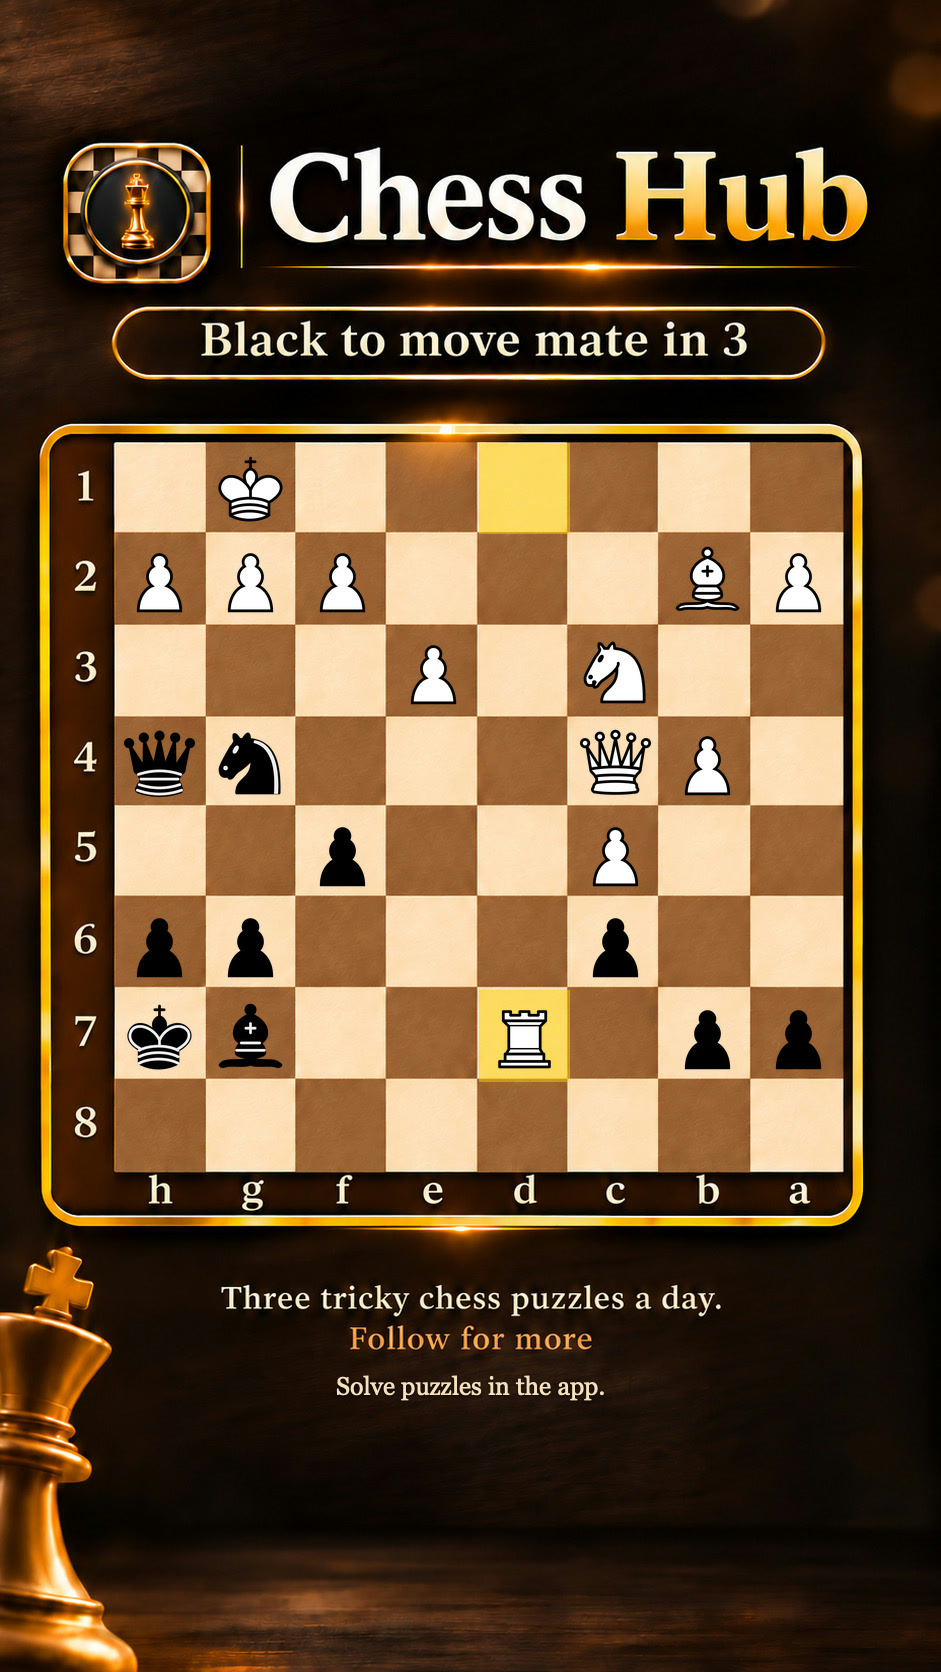 Chess Hub
Black to move mate in 3
1
2
3
4
5
6
7
8
h g f e d c b a
Three tricky chess puzzles a day.
Follow for more
Solve puzzles in the app.